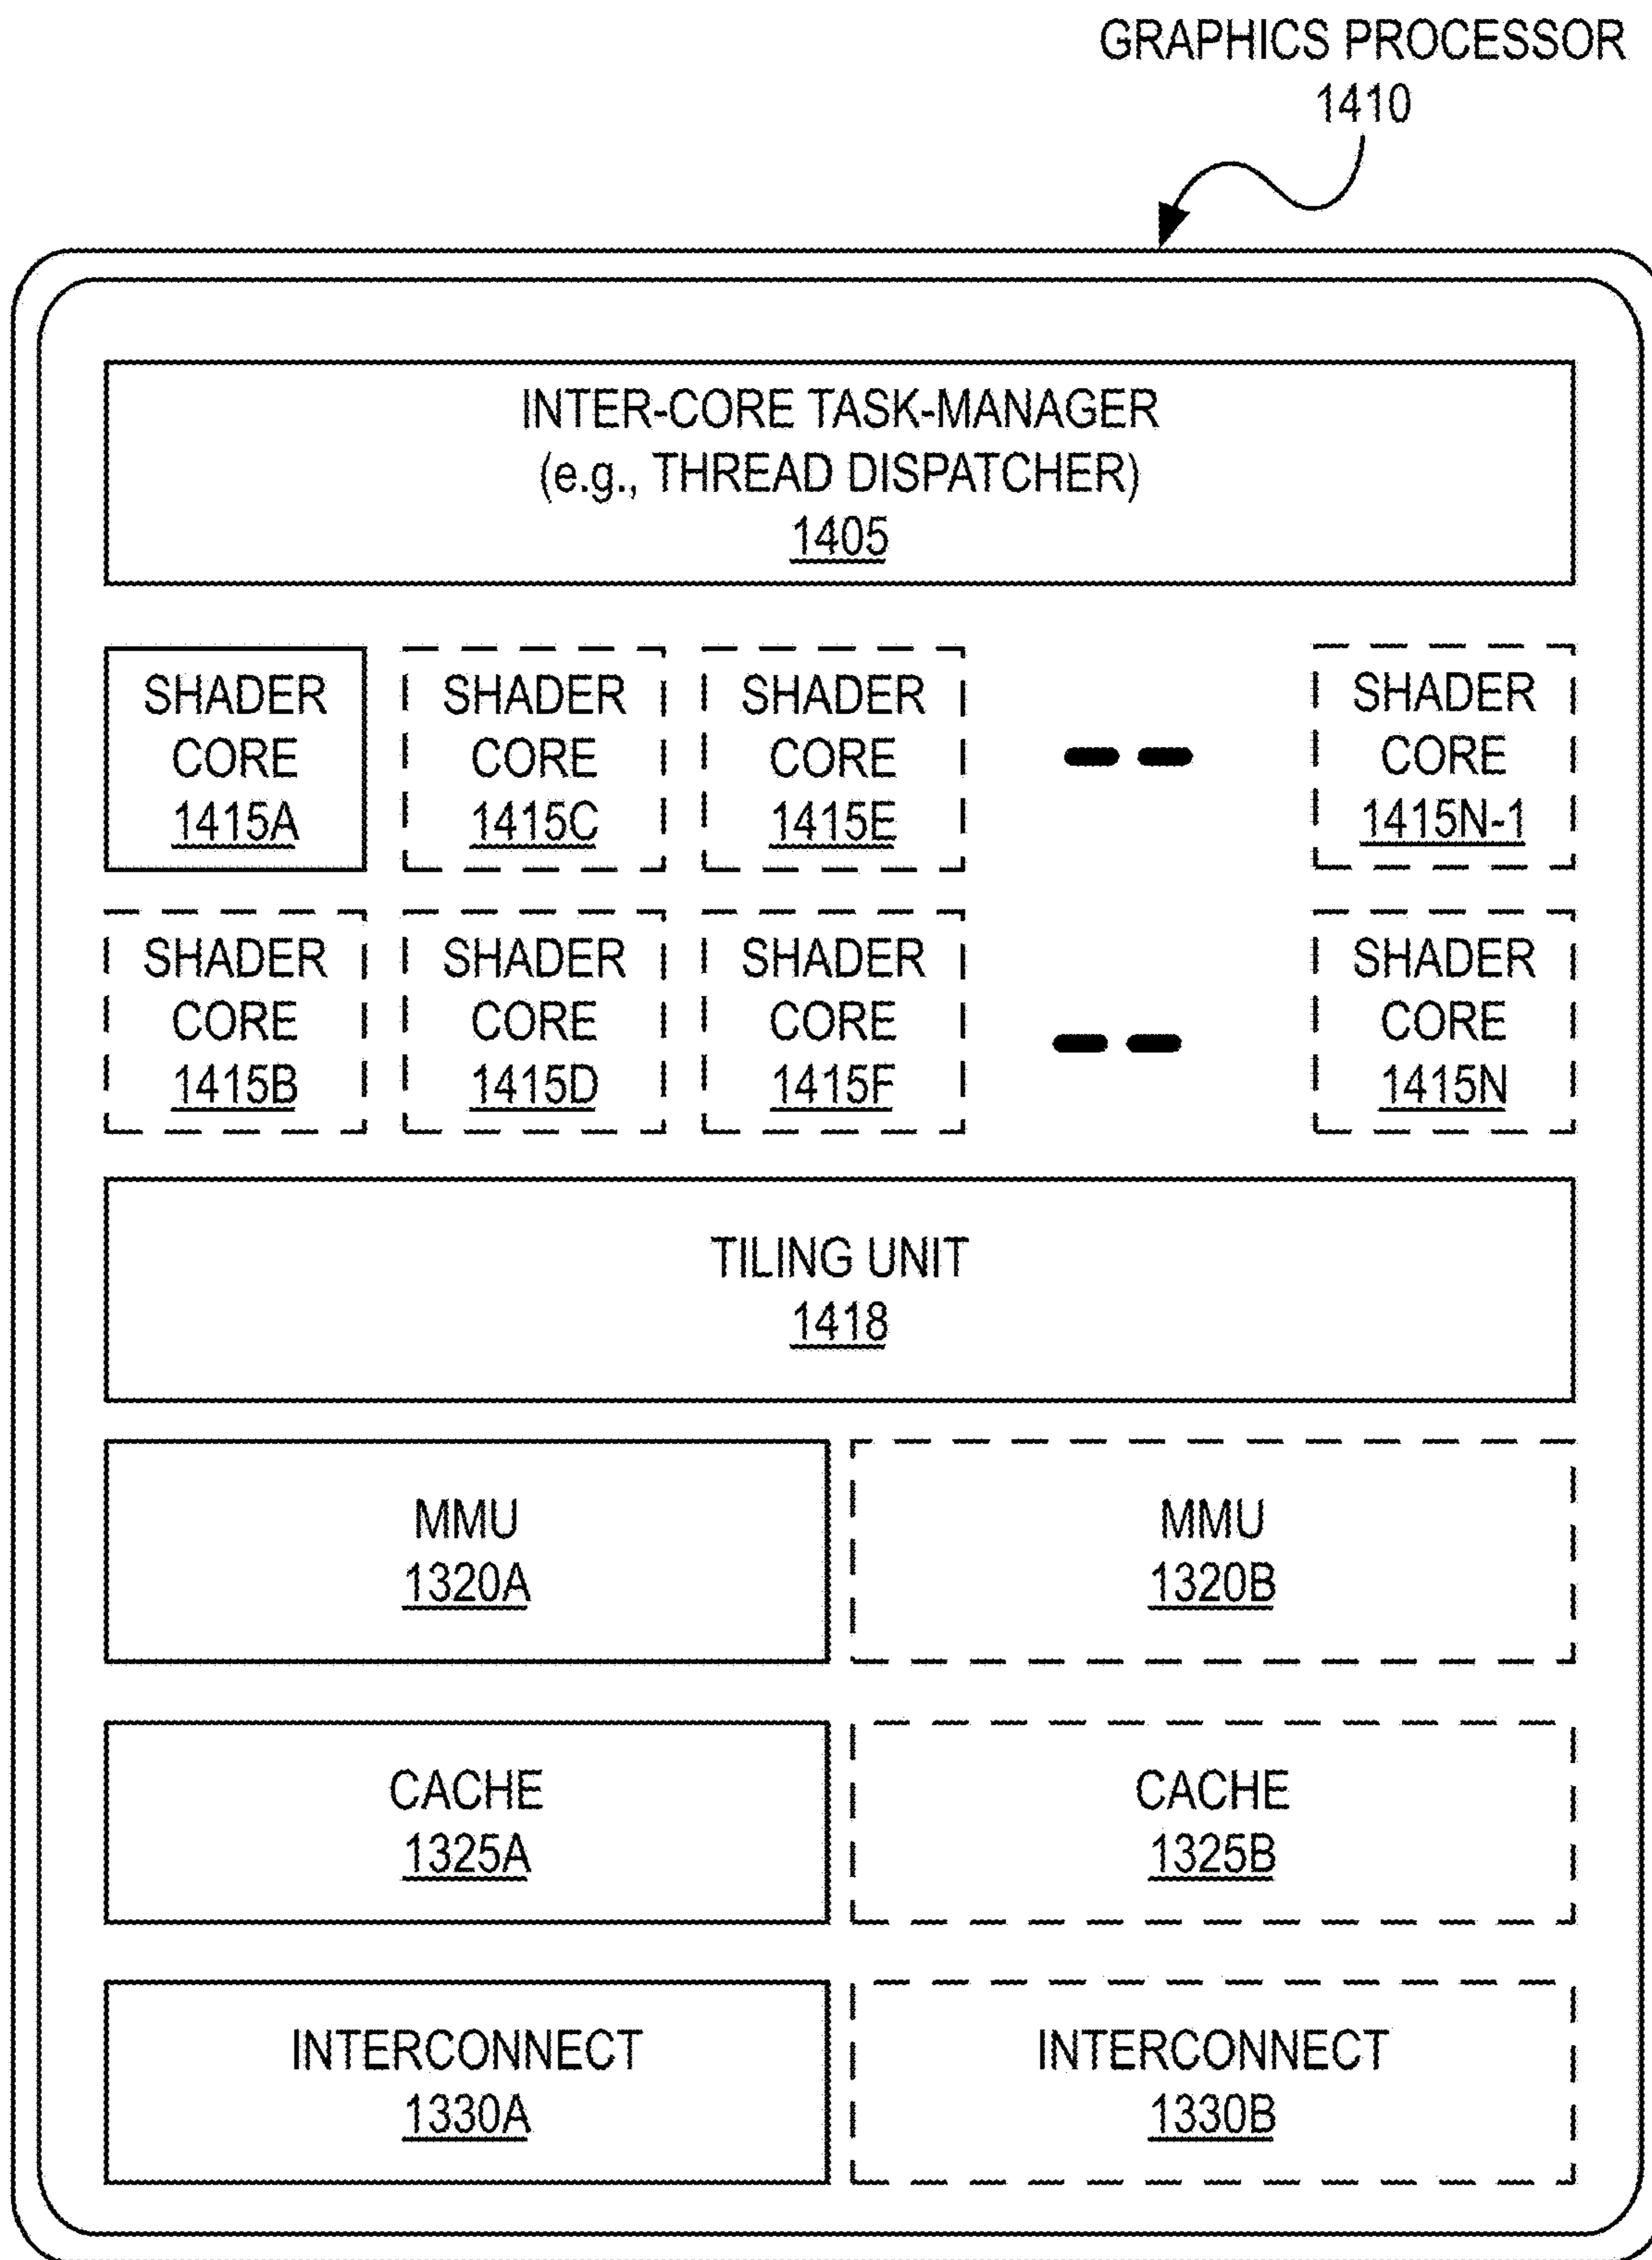 GRAPHICS PROCESSOR
1410
INTER-CORE TASK-MANAGER
(e.g., THREAD DISPATCHER)
1405
SHADER
CORE
1415A
SHADER
CORE
1415C
SHADER
CORE
1415E
SHADER
CORE
1415N-1
SHADER
CORE
1415B
SHADER
CORE
1415D
SHADER
CORE
1415F
SHADER
CORE
1415N
TILING UNIT
1418
MMU
1320A
MMU
1320B
CACHE
1325A
CACHE
1325B
INTERCONNECT
1330A
INTERCONNECT
1330B